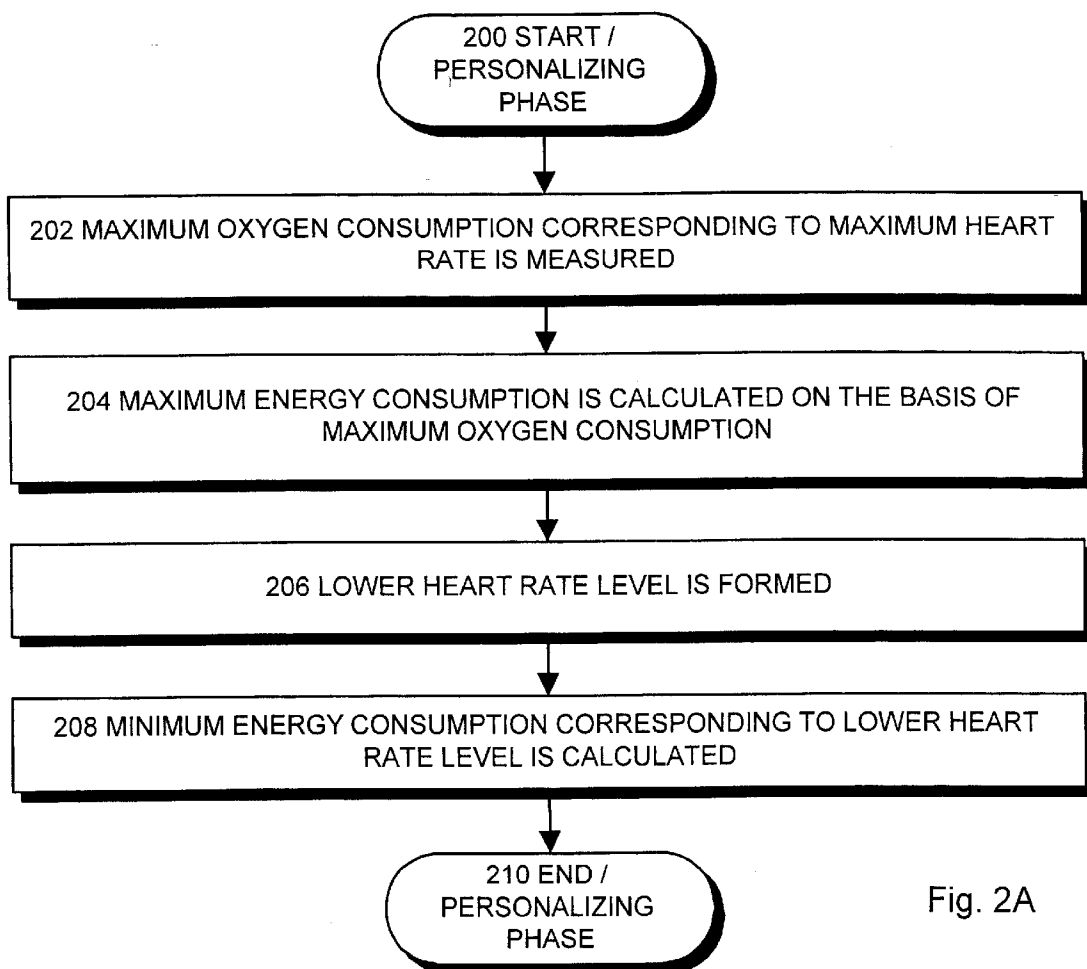 200 START /
PERSONALIZING
PHASE
202 MAXIMUM OXYGEN CONSUMPTION CORRESPONDING TO MAXIMUM HEART
RATE IS MEASURED
204 MAXIMUM ENERGY CONSUMPTION IS CALCULATED ON THE BASIS OF
MAXIMUM OXYGEN CONSUMPTION
206 LOWER HEART RATE LEVEL IS FORMED
208 MINIMUM ENERGY CONSUMPTION CORRESPONDING TO LOWER HEART
RATE LEVEL IS CALCULATED
210 END /
PERSONALIZING
PHASE
Fig. 2A